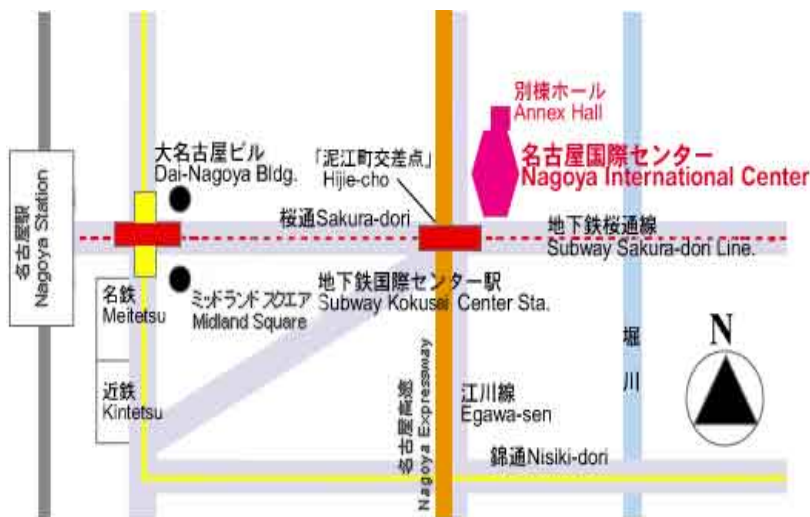 別棟ホール
Annex Hall
大名古屋ビル
Dai-Nagoya Bldg.
「泥江町交差点」
Hijie-cho
名古屋国際センター
Nagoya International Center
名古屋駅
Nagoya Station
桜通Sakura-dori
地下鉄桜通線
Subway Sakura-dori Line.
名鉄
Meitetsu
ミッドランドスクエア
Midland Square
地下鉄国際センター駅
Subway Kokusai Center Sta.
堀川
N
近鉄
Kintetsu
名古屋高速
Nagoya Expressway
江川線
Egawa-sen
錦通Nisiki-dori